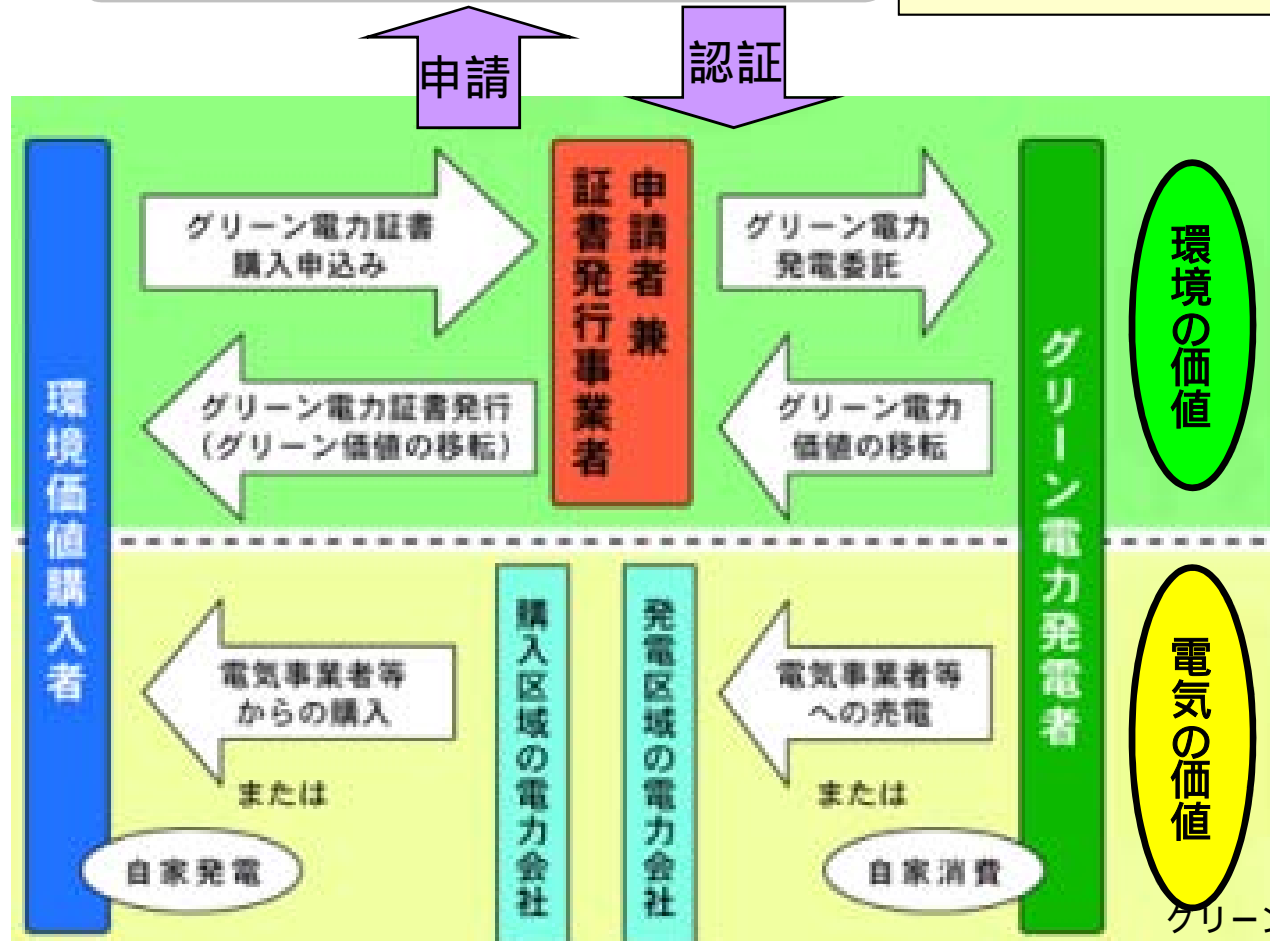 申請
認証
環境価値購入者
グリーン電力証書
購入申込み
申請者 兼
証書発行事業者
グリーン電力
発電委託
グリーン電力発電者
環境の価値
グリーン電力証書発行
（グリーン価値の移転）
グリーン電力
価値の移転
電気事業者等
からの購入
または
自家発電
購入区域の電力会社
発電区域の電力会社
電気事業者等
への売電
または
自家消費
電気の価値
グリーン